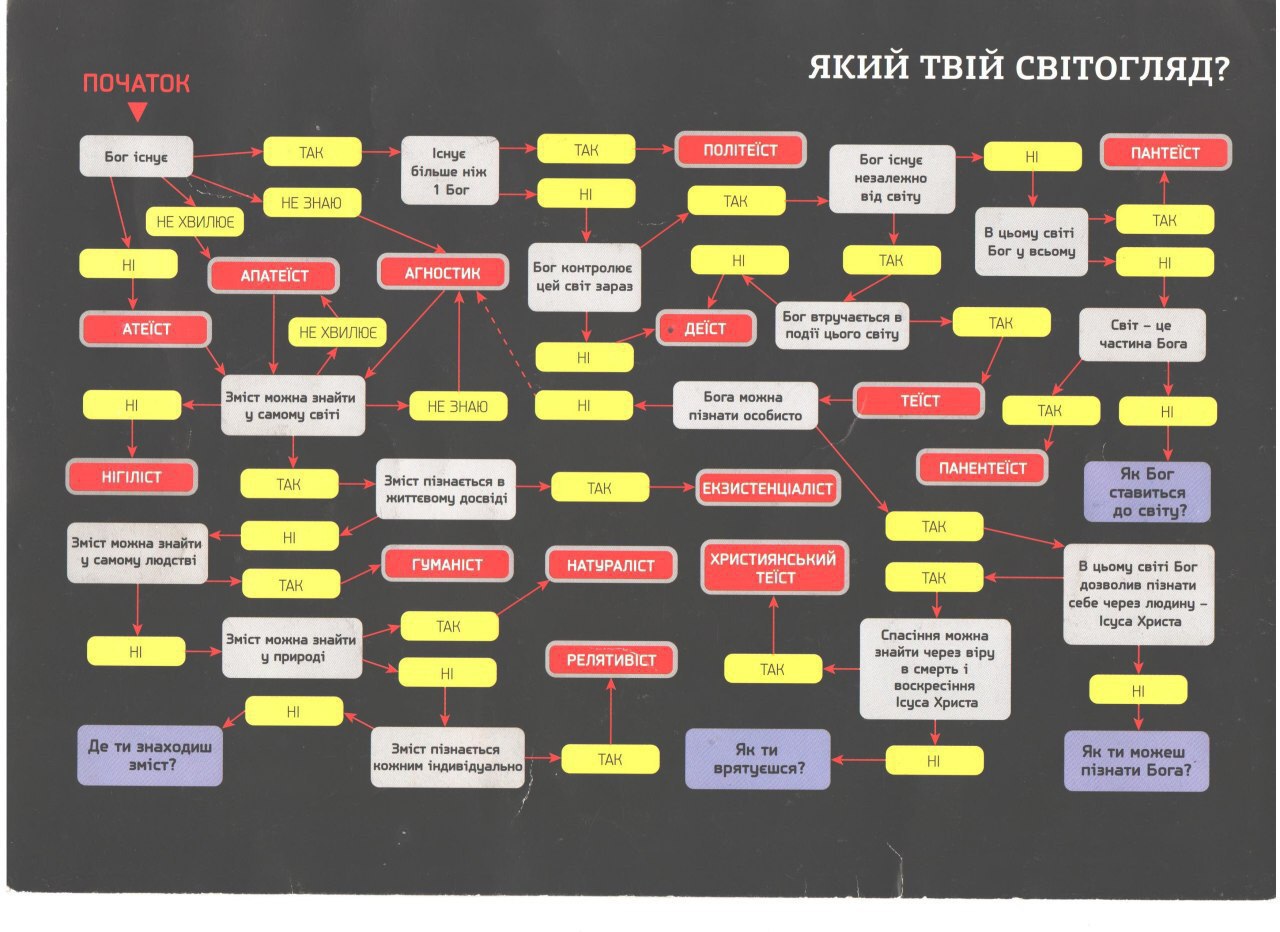 ЯКИЙ ТВІЙ СВІТОГЛЯД?
ПОЧАТОК
Бог існує
ТАК
Існує
більше ніж
1 Бог
ТАК
ПОЛІТЕЇСТ
НІ
НЕ ЗНАЮ
НЕ ХВИЛЮЄ
НІ
АПАТЕЇСТ
АГНОСТИК
АТЕЇСТ
НЕ ХВИЛЮЄ
Бог контролює
цей світ зараз
ТАК
Бог існує
незалежно
від світу
НІ
ПАНТЕЇСТ
В цьому світі
Бог у всьому
ТАК
НІ
НІ
ТАК
ДЕЇСТ
Бог втручається в
події цього світу
ТАК
Світ – це
частина Бога
НІ
НІ
Зміст можна знайти
у самому світі
НЕ ЗНАЮ
НІ
Бога можна
пізнати особисто
ТЕЇСТ
ТАК
НІ
НІГІЛІСТ
ПАНЕНТЕЇСТ
Як Бог
ставиться
до світу?
ТАК
Зміст пізнається в
життєвому досвіді
ТАК
ЕКЗИСТЕНЦІАЛІСТ
НІ
Зміст можна знайти
у самому людстві
ТАК
ГУМАНІСТ
НАТУРАЛІСТ
ХРИСТИЯНСЬКИЙ
ТЕЇСТ
ТАК
ТАК
В цьому світі Бог
дозволив пізнати
себе через людину –
Ісуса Христа
НІ
Зміст можна знайти
у природі
ТАК
НІ
РЕЛЯТИВІСТ
ТАК
Спасіння можна
знайти через віру
в смерть і
воскресіння
Ісуса Христа
НІ
НІ
Де ти знаходиш
зміст?
Зміст пізнається
кожним індивідуально
ТАК
Як ти
врятуєшся?
НІ
Як ти можеш
пізнати Бога?